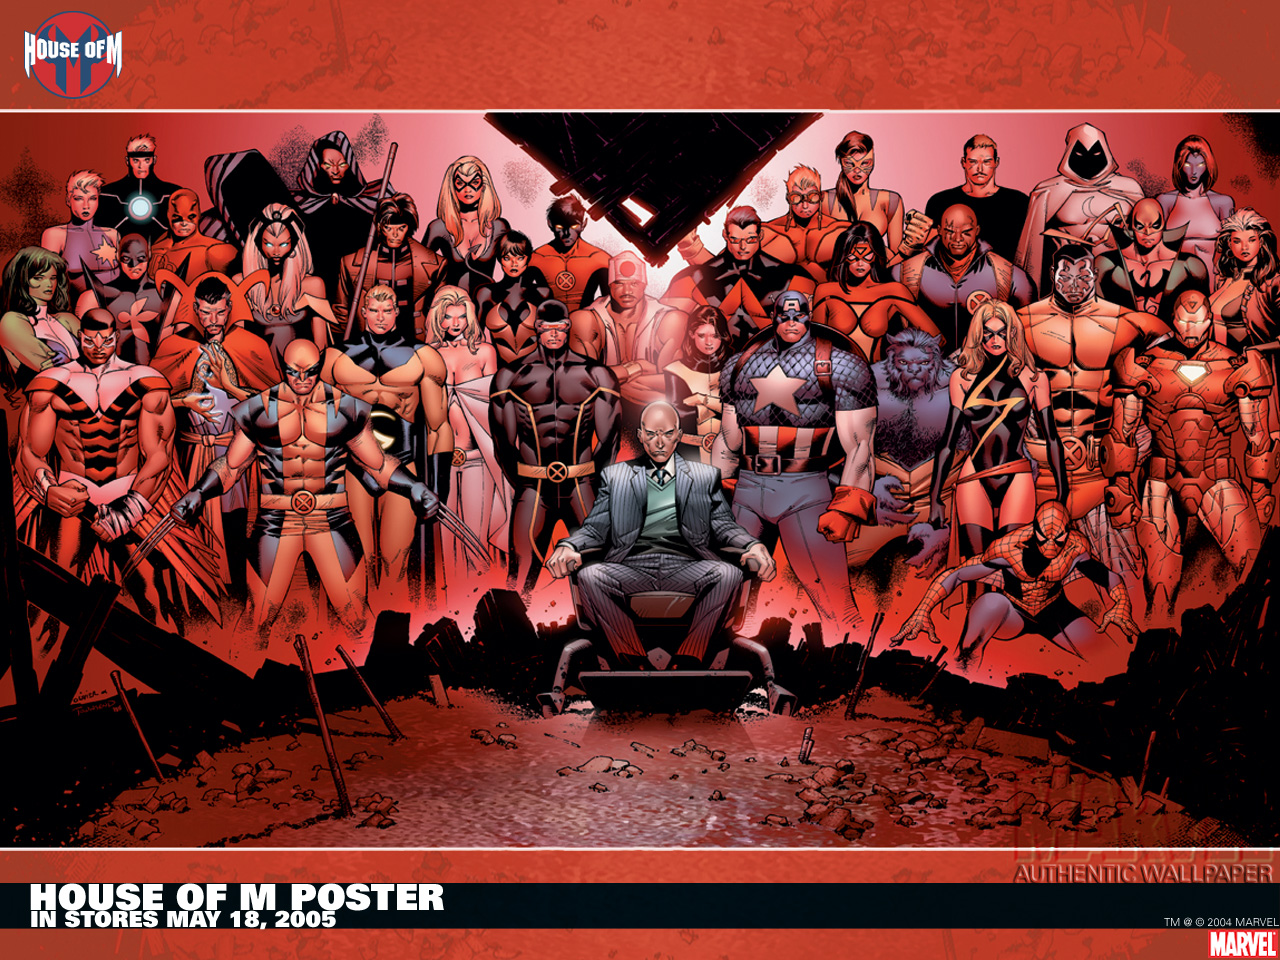 HOUSE OF M
AUTHENTIC WALLPAPER
HOUSE OF M POSTER
IN STORES MAY 18, 2005
TM @ © 2004 MARVEL
MARVEL